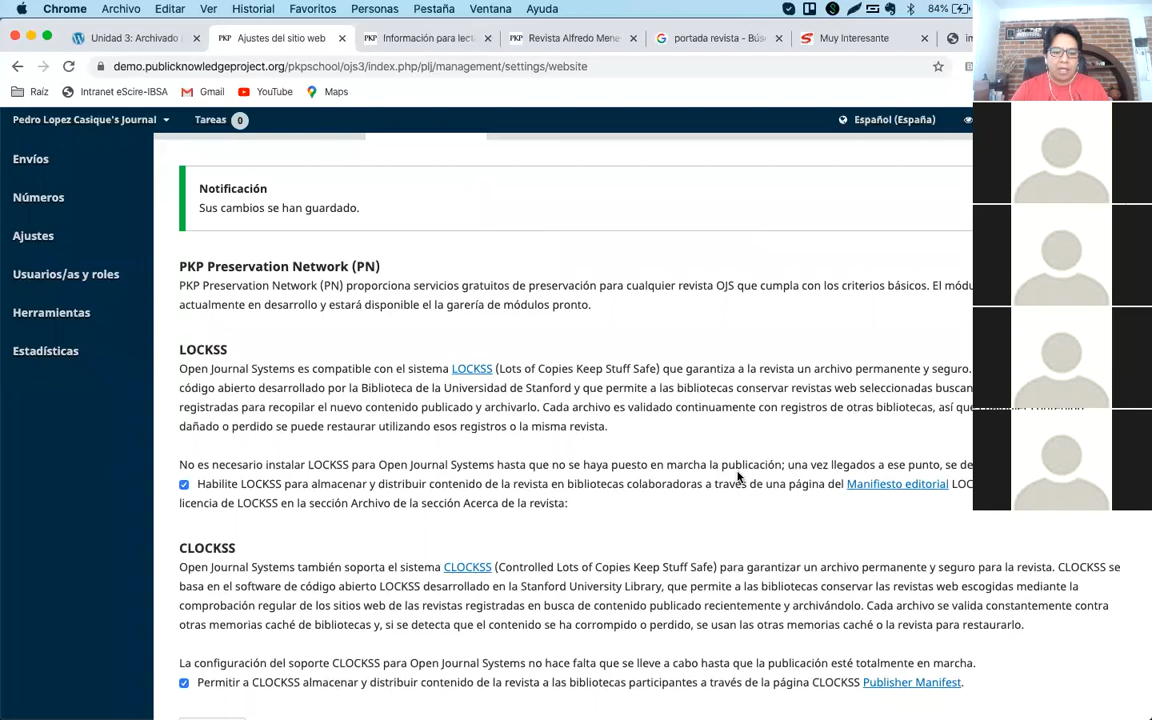 Chrome Archivo Editar Ver Historial Favoritos Personas Pestaña Ventana Ayuda 84%
Unidad 3: Archivado
PKP Ajustes del sitio web
PKP Información para lect
PKP Revista Alfredo Mene
portada revista - Bús
Muy Interesante
demo.publicknowledgeproject.org/pkpschool/ojs3/index.php/plj/management/settings/website
Raíz Intranet eScire-IBSA Gmail YouTube Maps
Pedro Lopez Casique's Journal Tareas 0 Español (España)
Envíos
Números
Ajustes
Usuarios/as y roles
Herramientas
Estadísticas
Notificación
Sus cambios se han guardado.
PKP Preservation Network (PN)
PKP Preservation Network (PN) proporciona servicios gratuitos de preservación para cualquier revista OJS que cumpla con los criterios básicos. El módu
actualmente en desarrollo y estará disponible el la garería de módulos pronto.
LOCKSS
Open Journal Systems es compatible con el sistema LOCKSS (Lots of Copies Keep Stuff Safe) que garantiza a la revista un archivo permanente y seguro.
código abierto desarrollado por la Biblioteca de la Universidad de Stanford y que permite a las bibliotecas conservar revistas web seleccionadas buscan
registradas para recopilar el nuevo contenido publicado y archivarlo. Cada archivo es validado continuamente con registros de otras bibliotecas, así que
dañado o perdido se puede restaurar utilizando esos registros o la misma revista.
No es necesario instalar LOCKSS para Open Journal Systems hasta que no se haya puesto en marcha la publicación; una vez llegados a ese punto, se de
Habilite LOCKSS para almacenar y distribuir contenido de la revista en bibliotecas colaboradoras a través de una página del Manifiesto editorial LOC
licencia de LOCKSS en la sección Archivo de la sección Acerca de la revista:
CLOCKSS
Open Journal Systems también soporta el sistema CLOCKSS (Controlled Lots of Copies Keep Stuff Safe) para garantizar un archivo permanente y seguro para la revista. CLOCKSS se
basa en el software de código abierto LOCKSS desarrollado en la Stanford University Library, que permite a las bibliotecas conservar las revistas web escogidas mediante la
comprobación regular de los sitios web de las revistas registradas en busca de contenido publicado recientemente y archivándolo. Cada archivo se valida constantemente contra
otras memorias caché de bibliotecas y, si se detecta que el contenido se ha corrompido o perdido, se usan las otras memorias caché o la revista para restaurarlo.
La configuración del soporte CLOCKSS para Open Journal Systems no hace falta que se lleve a cabo hasta que la publicación esté totalmente en marcha.
Permitir a CLOCKSS almacenar y distribuir contenido de la revista a las bibliotecas participantes a través de la página CLOCKSS Publisher Manifest.